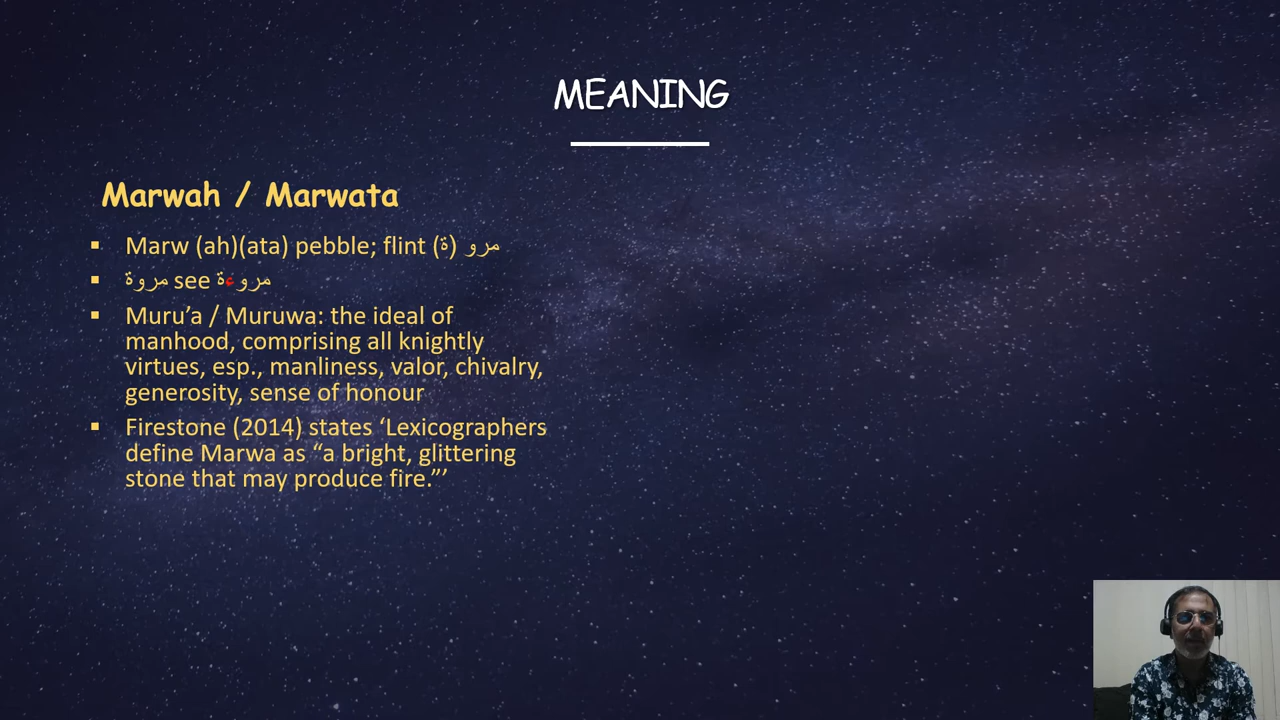 MEANING
Marwah / Marwata
▪ Marw (ah)(ata) pebble; flint (ة) مرو
▪ مروة see مروءة
▪ Muru’a / Muruwa: the ideal of
manhood, comprising all knightly
virtues, esp., manliness, valor, chivalry,
generosity, sense of honour
▪ Firestone (2014) states ‘Lexicographers
define Marwa as “a bright, glittering
stone that may produce fire.”’